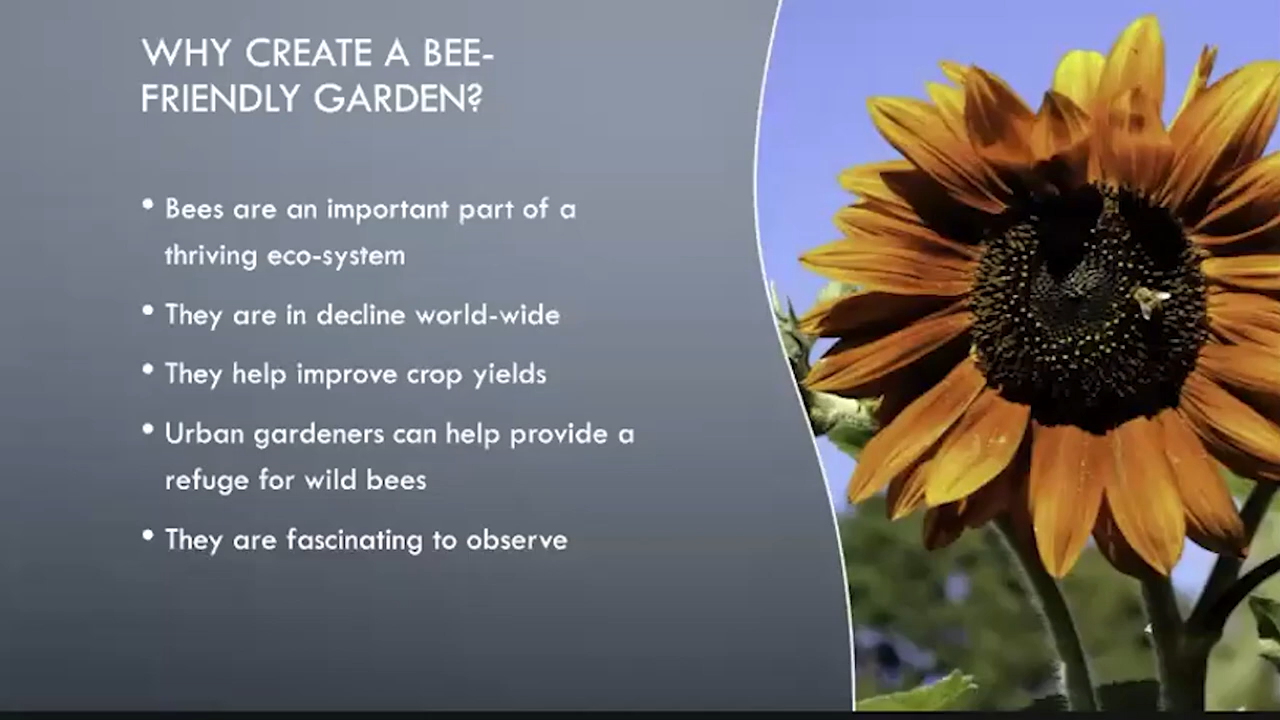 WHY CREATE A BEE-
FRIENDLY GARDEN?
• Bees are an important part of a
thriving eco-system
• They are in decline world-wide
• They help improve crop yields
• Urban gardeners can help provide a
refuge for wild bees
• They are fascinating to observe